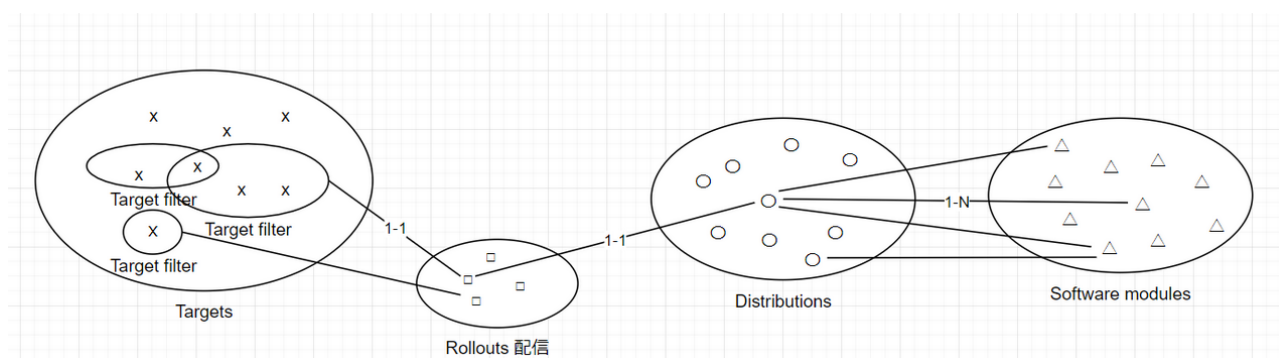 x
x
x
x
x
Target filter
x
x
Target filter
x
Target filter
Targets
1-1
1-1
1-N
Rollouts 配信
Distributions
Software modules